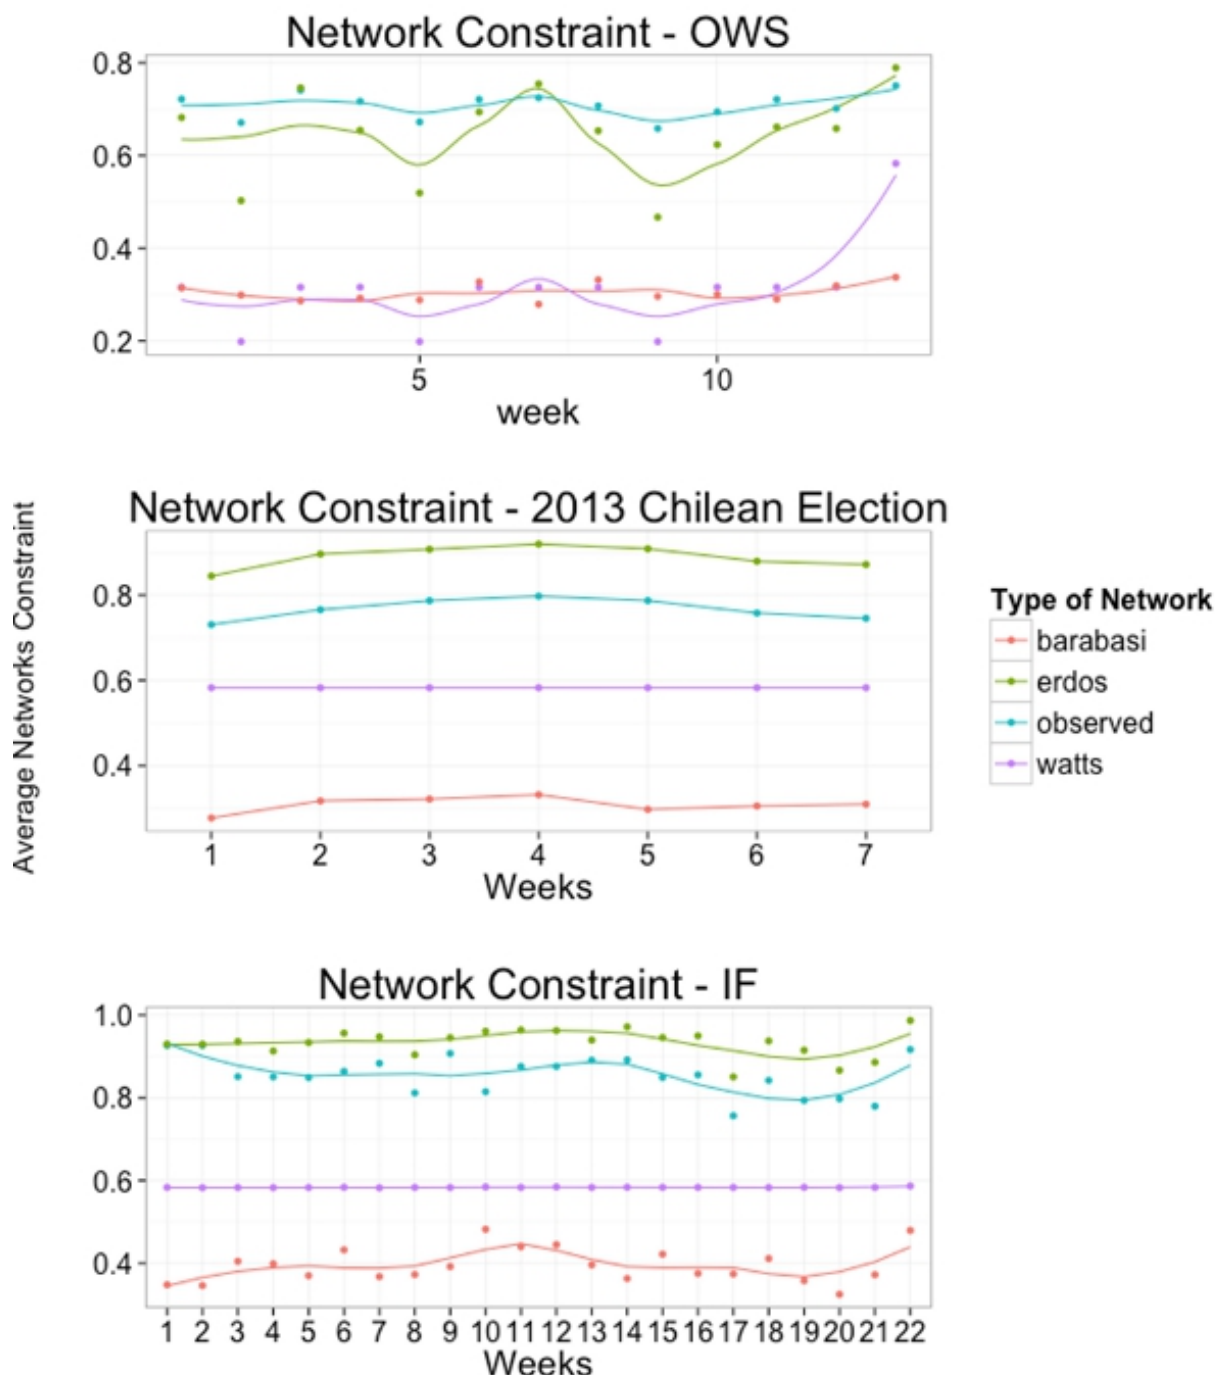 Network Constraint - OWS
0.8
0.6
0.4
0.2
5 10
week
Average Networks Constraint
Network Constraint - 2013 Chilean Election
0.8
0.6
0.4
1 2 3 4 5 6 7
Weeks
Type of Network
barabasi
erdos
observed
watts
Network Constraint - IF
1.0
0.8
0.6
0.4
1 2 3 4 5 6 7 8 9 10 11 12 13 14 15 16 17 18 19 20 21 22
Weeks